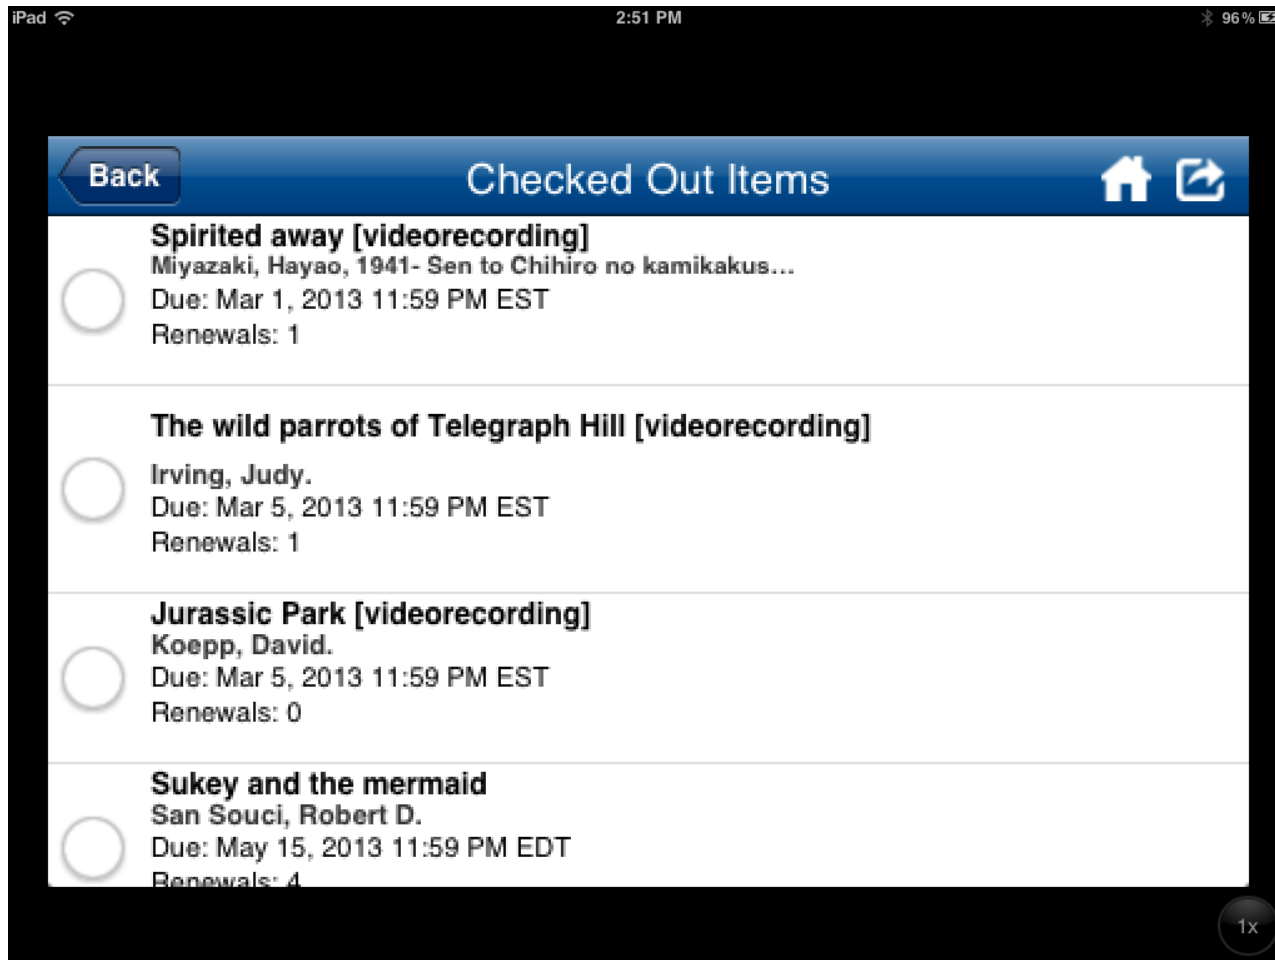 iPad 2:51 PM 96%
Back Checked Out Items
Spirited away [videorecording]
Miyazaki, Hayao, 1941- Sen to Chihiro no kamikakus...
Due: Mar 1, 2013 11:59 PM EST
Renewals: 1
The wild parrots of Telegraph Hill [videorecording]
Irving, Judy.
Due: Mar 5, 2013 11:59 PM EST
Renewals: 1
Jurassic Park [videorecording]
Koepp, David.
Due: Mar 5, 2013 11:59 PM EST
Renewals: 0
Sukey and the mermaid
San Souci, Robert D.
Due: May 15, 2013 11:59 PM EDT
Renewals: 4
1x